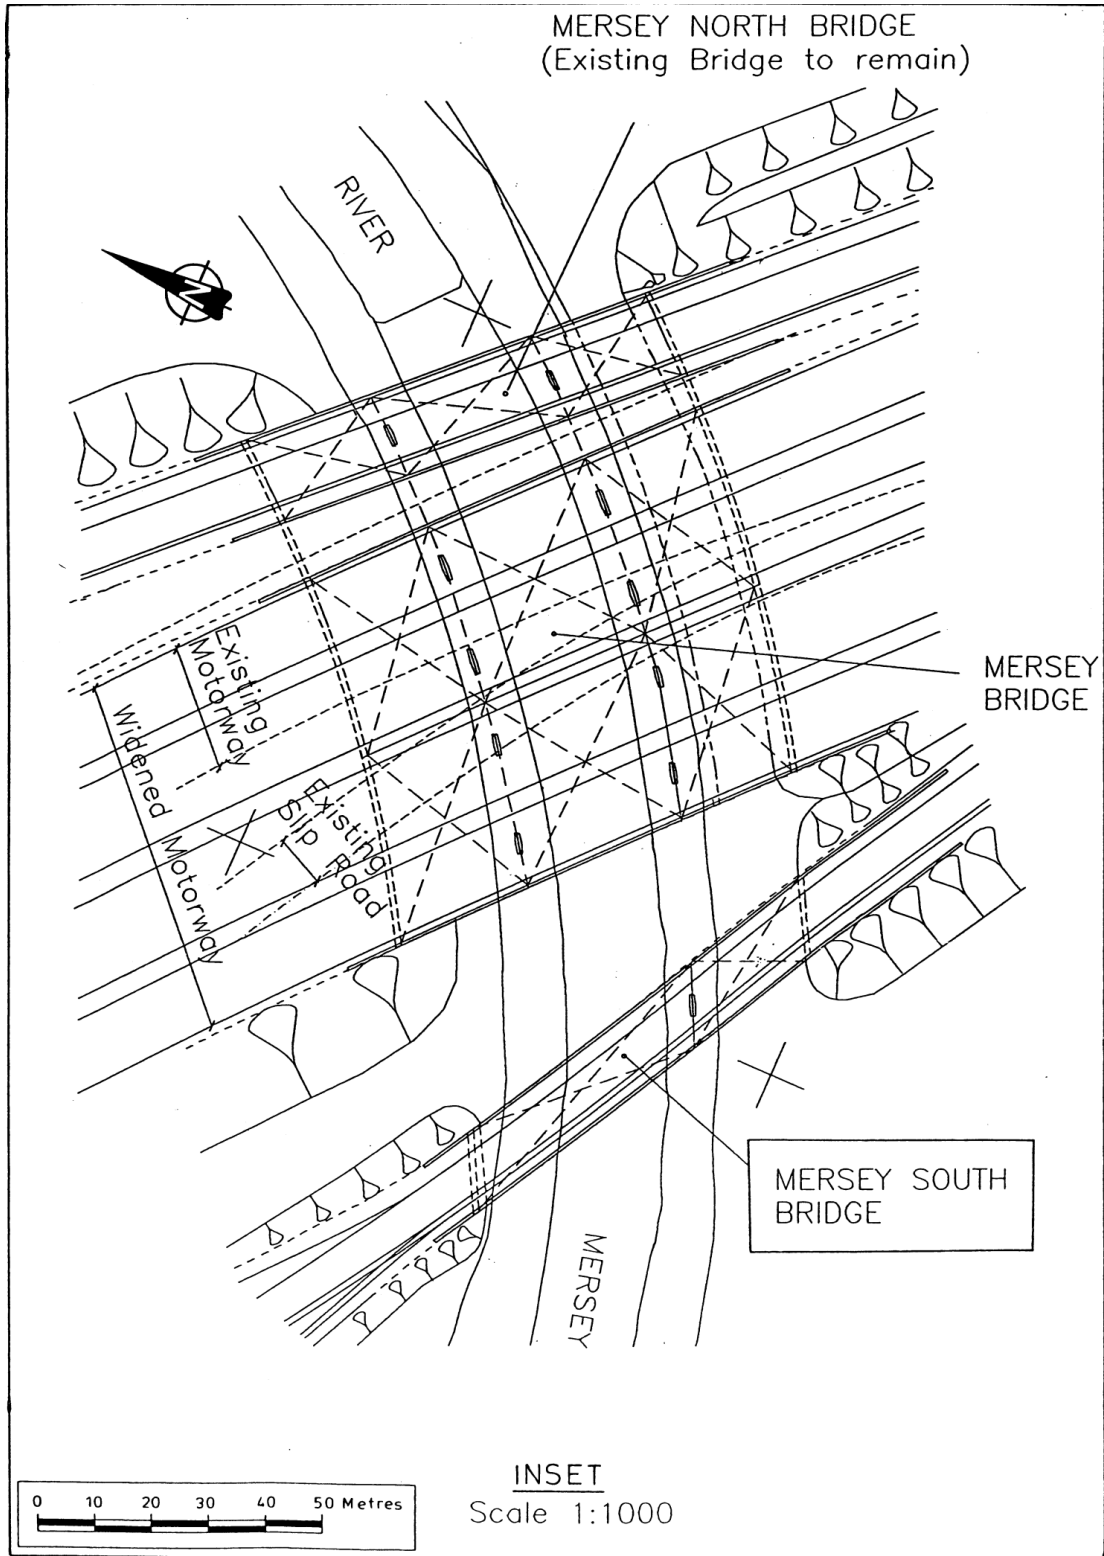 MERSEY NORTH BRIDGE
(Existing Bridge to remain)
RIVER
N
Existing
Motorway
Widened Motorway
Existing
Slip Road
MERSEY
BRIDGE
MERSEY SOUTH
BRIDGE
MERSEY
INSET
Scale 1:1000
0 10 20 30 40 50 Metres